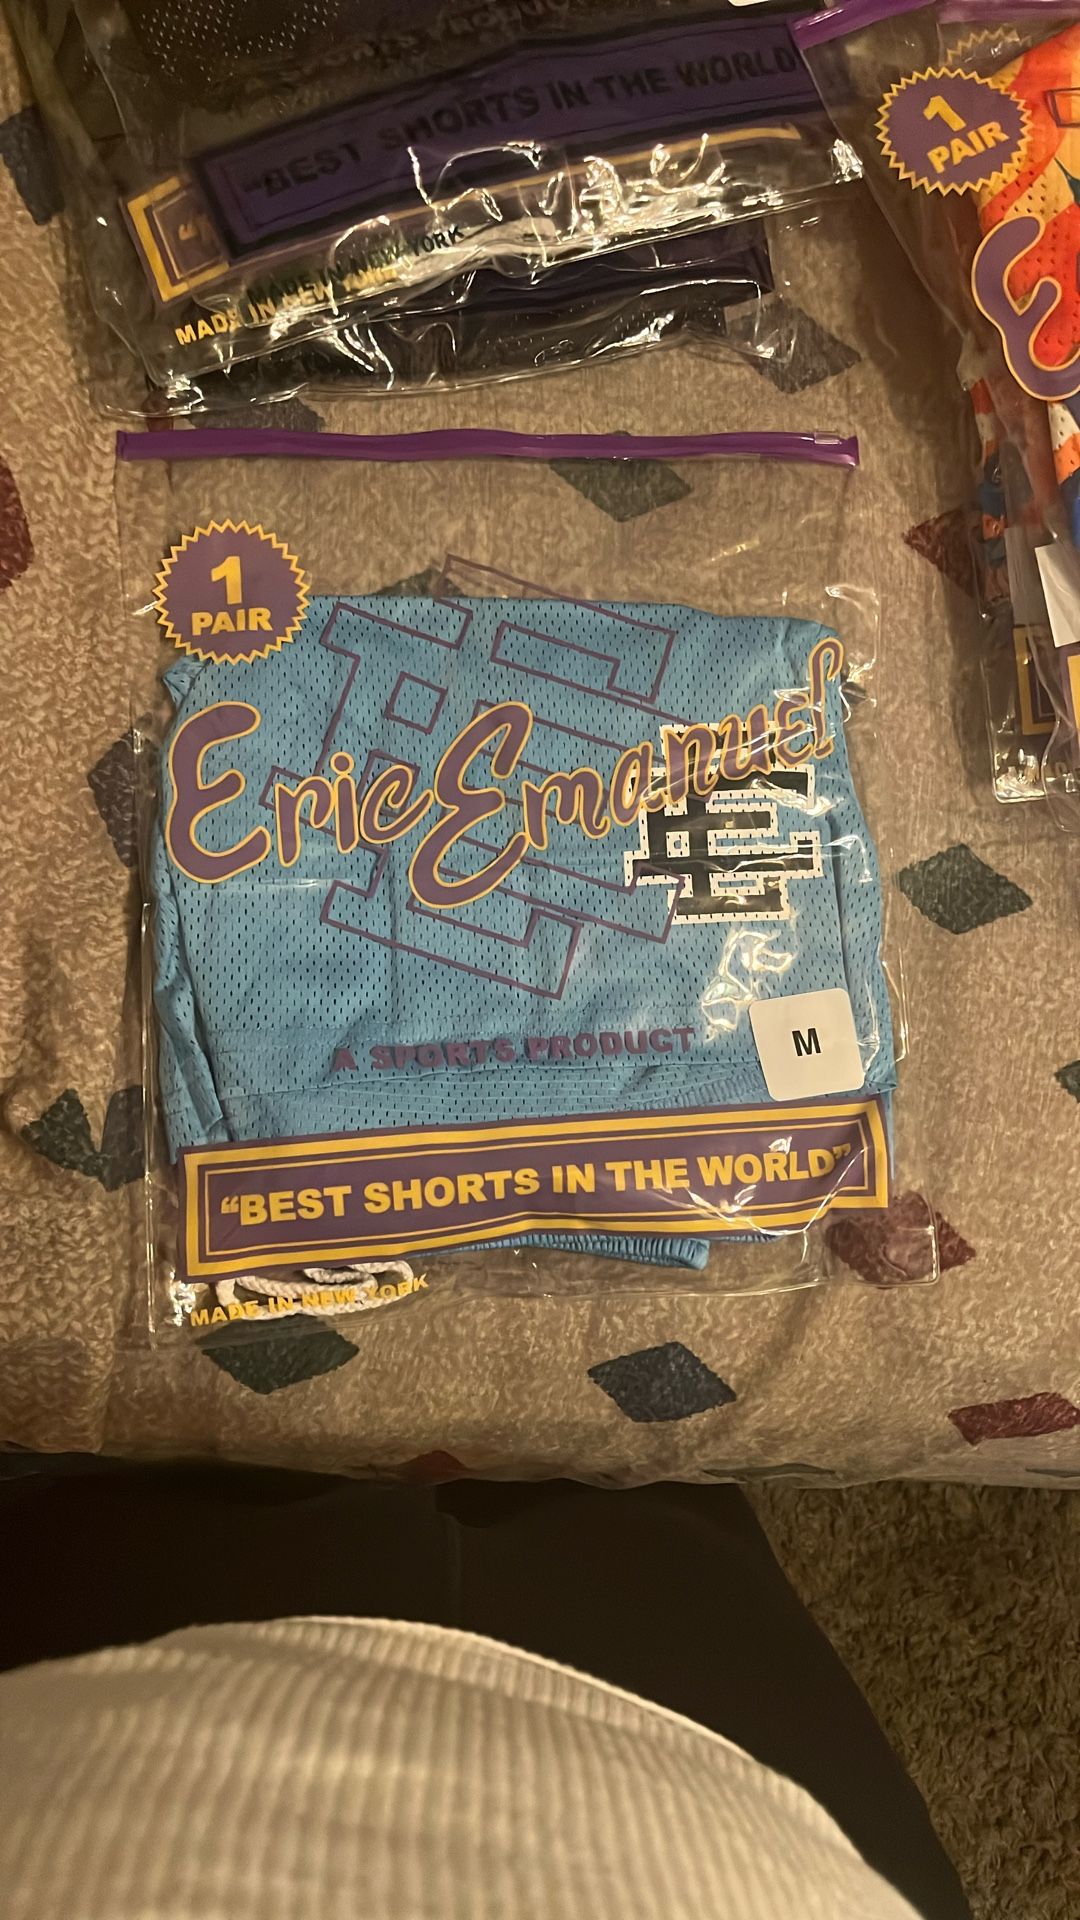 "BEST SHORTS IN THE WORLD
MADE IN NEW YORK
MADE IN NEW YORK
1
PAIR
1
PAIR
Eric Emanuel
A SPORTS PRODUCT
M
"BEST SHORTS IN THE WORLD"
MADE IN NEW YORK